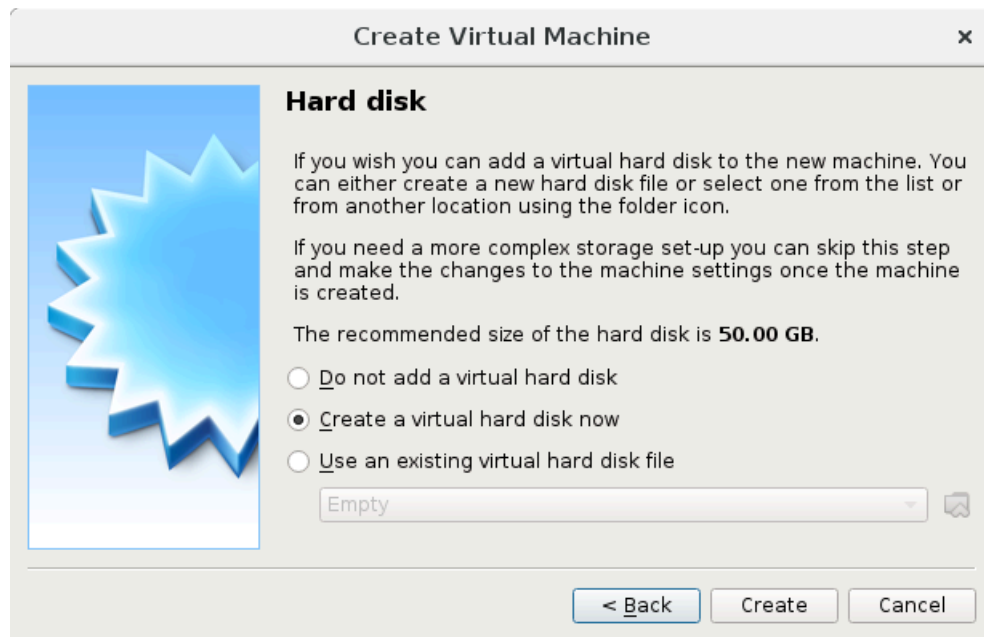 Create Virtual Machine
Hard disk
If you wish you can add a virtual hard disk to the new machine. You
can either create a new hard disk file or select one from the list or
from another location using the folder icon.
If you need a more complex storage set-up you can skip this step
and make the changes to the machine settings once the machine
is created.
The recommended size of the hard disk is 50.00 GB.
Do not add a virtual hard disk
Create a virtual hard disk now
Use an existing virtual hard disk file
Empty
< Back
Create
Cancel